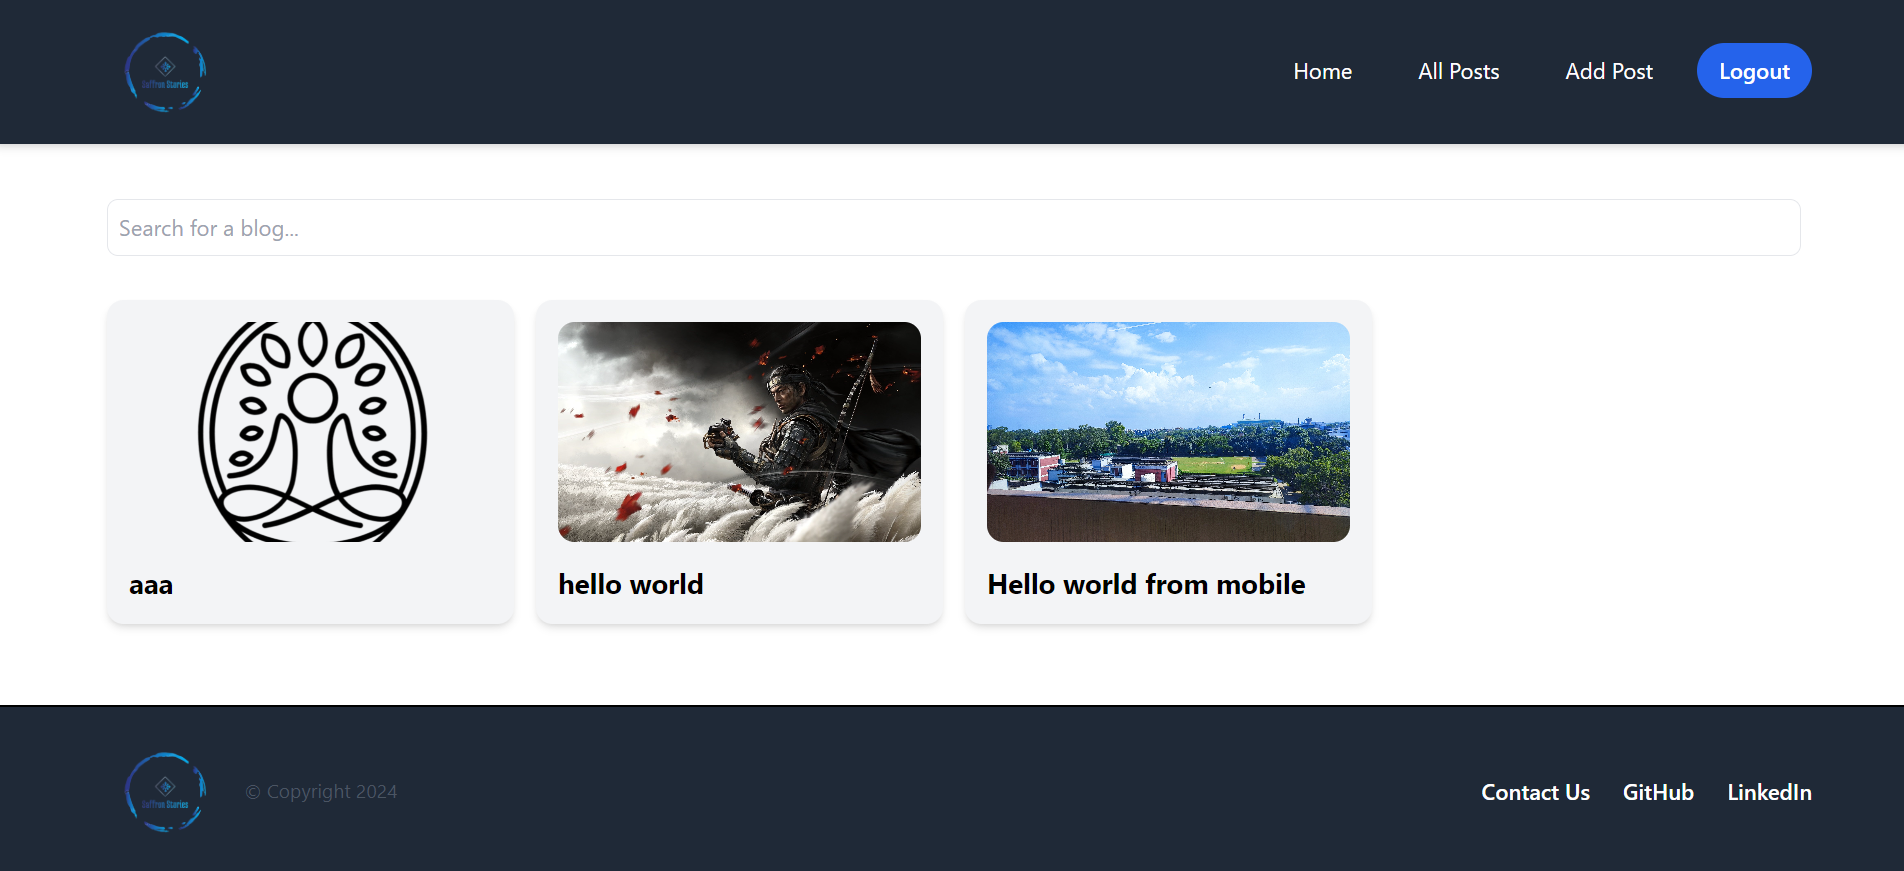 Saffron Stories
Home
All Posts
Add Post
Logout
Search for a blog...
aaa
hello world
Hello world from mobile
Saffron Stories
© Copyright 2024
Contact Us
GitHub
LinkedIn